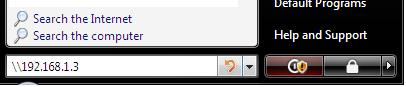 Default Programs
Search the Internet
Search the computer
Help and Support
\\192.168.1.3